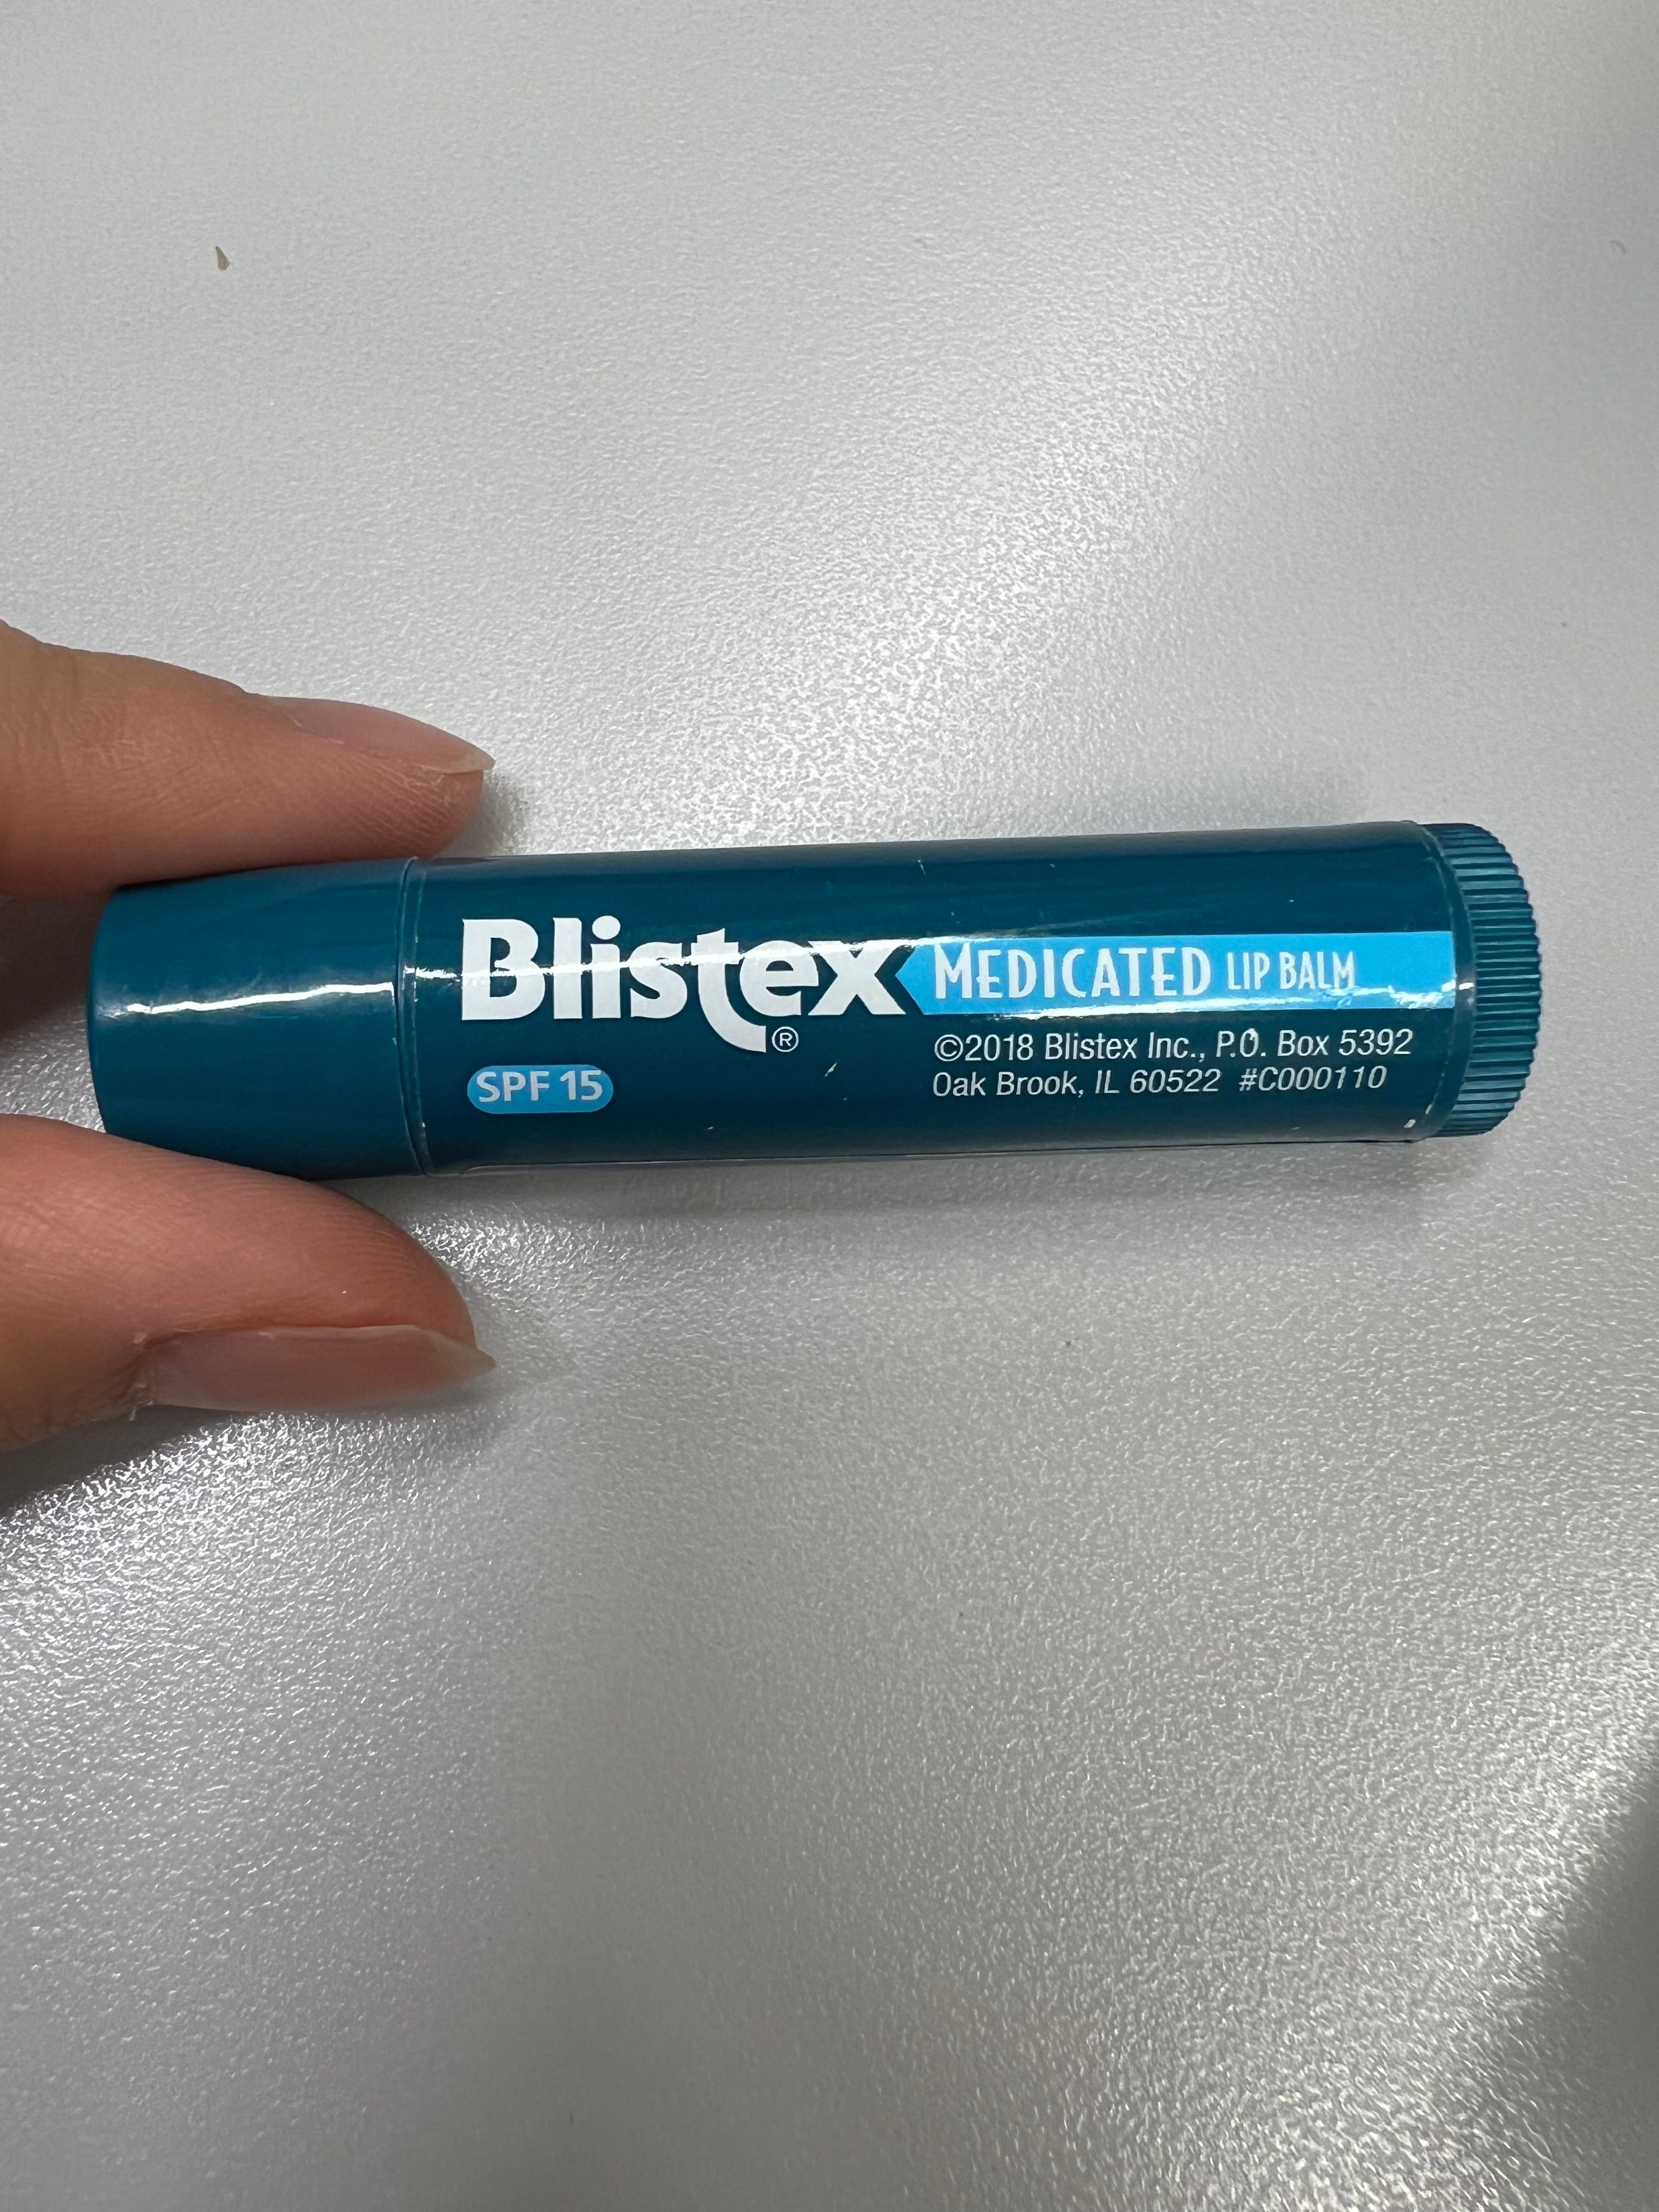 Blistex® MEDICATED LIP BALM
©2018 Blistex Inc., P.O. Box 5392
SPF 15 Oak Brook, IL 60522 #C000110